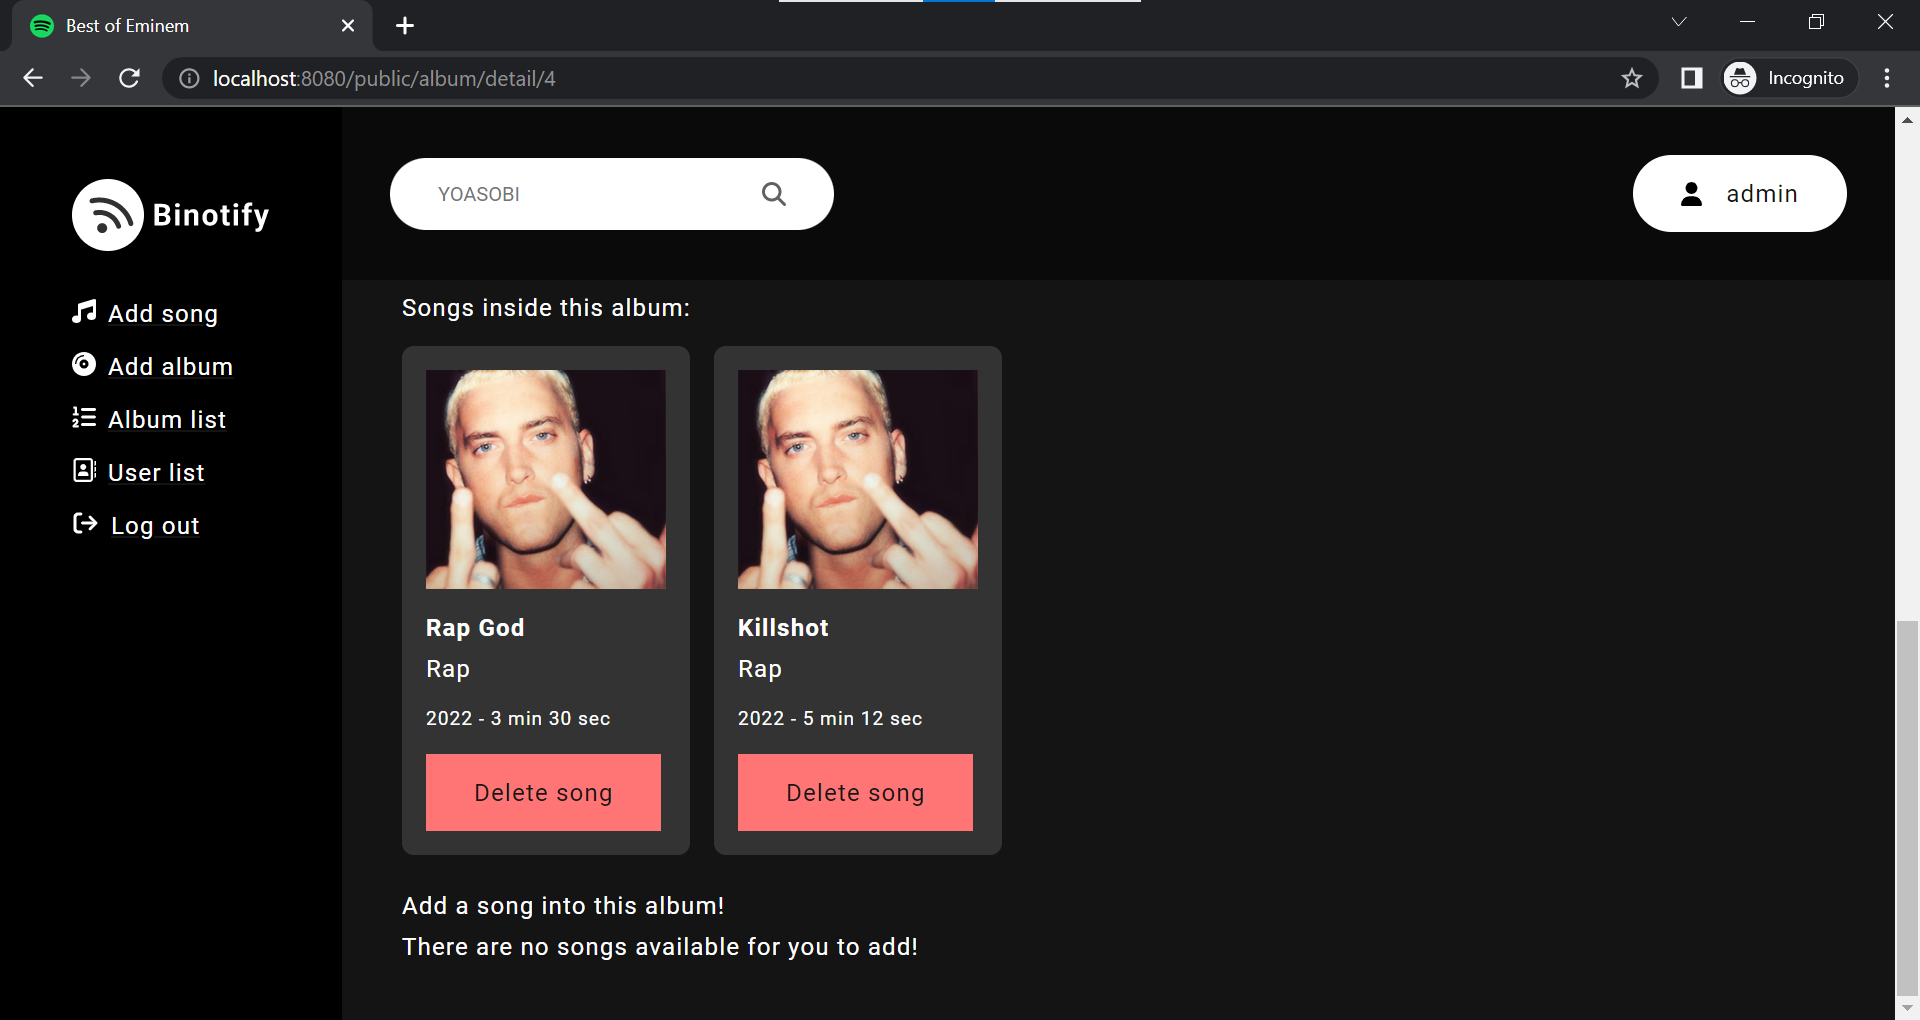 Best of Eminem
localhost:8080/public/album/detail/4
Incognito
Binotify
YOASOBI
admin
Add song
Add album
Album list
User list
Log out
Songs inside this album:
Rap God
Rap
2022 - 3 min 30 sec
Delete song
Killshot
Rap
2022 - 5 min 12 sec
Delete song
Add a song into this album!
There are no songs available for you to add!